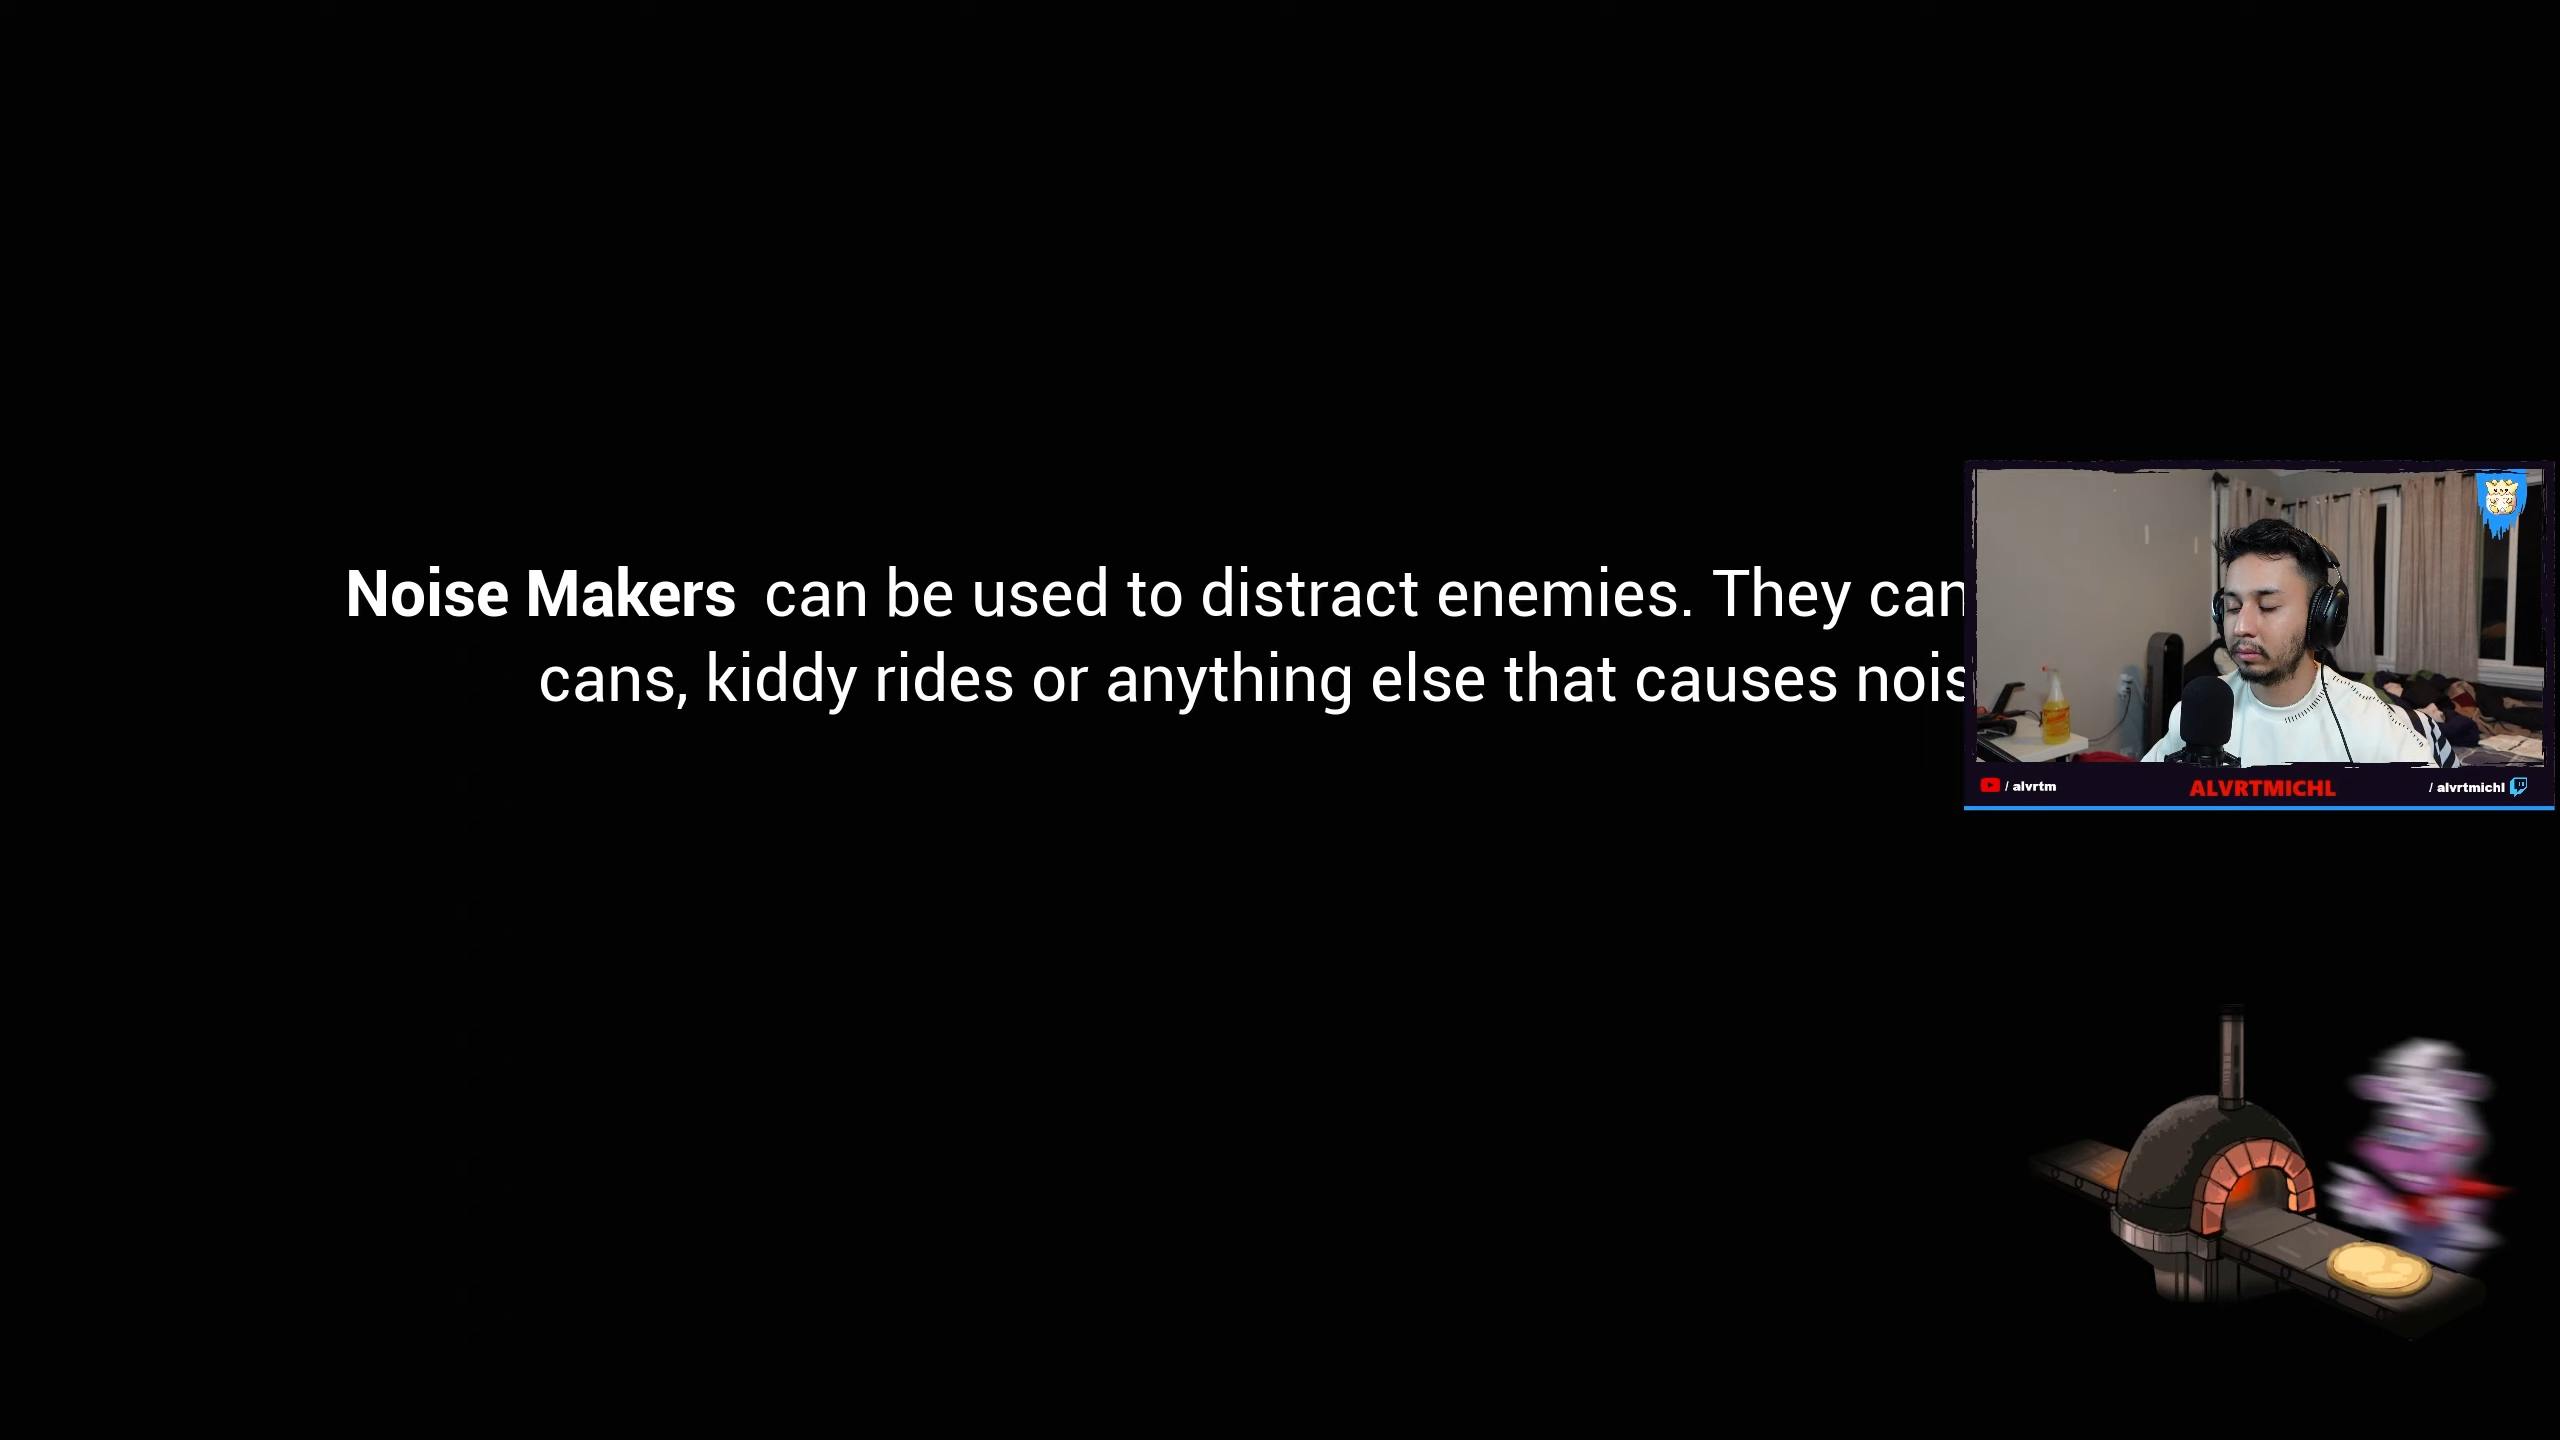 Noise Makers can be used to distract enemies. They can
cans, kiddy rides or anything else that causes
/ alvrtm
ALVRTMICHL
/ alvrtmichl